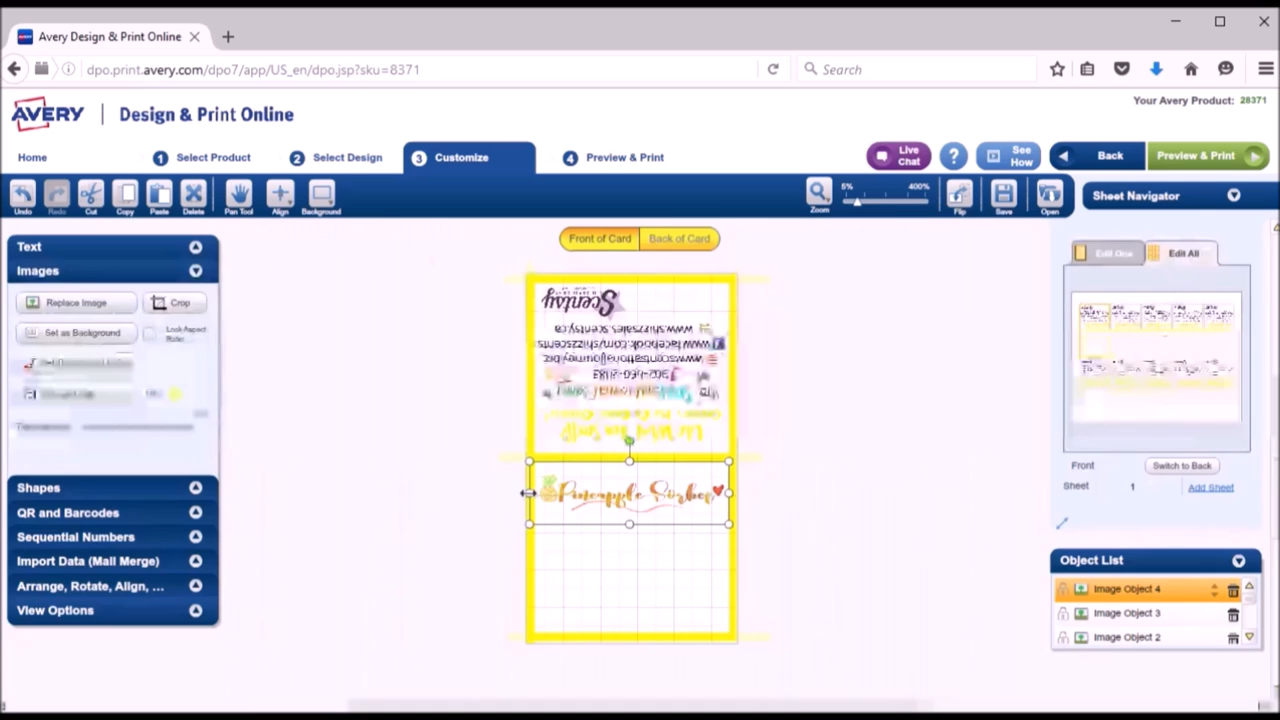 Avery Design & Print Online
dpo.print.avery.com/dpo7/app/US_en/dpo.jsp?sku=8371
Search
AVERY
Design & Print Online
Your Avery Product: 28371
Home
1 Select Product
2 Select Design
3 Customize
4 Preview & Print
Live Chat
?
See How
Back
Preview & Print
Undo
Redo
Cut
Copy
Paste
Delete
Pan Tool
Align
Background
Zoom
5%
400%
Flip
Save
Open
Sheet Navigator
Text
Images
Replace Image
Crop
Set as Background
Lock Aspect Ratio
Shapes
QR and Barcodes
Sequential Numbers
Import Data (Mail Merge)
Arrange, Rotate, Align, ...
View Options
Front of Card
Back of Card
Scentsy
Pineapple Sorbet
Edit One
Edit All
Front
Switch to Back
Sheet
1
Add Sheet
Object List
Image Object 4
Image Object 3
Image Object 2